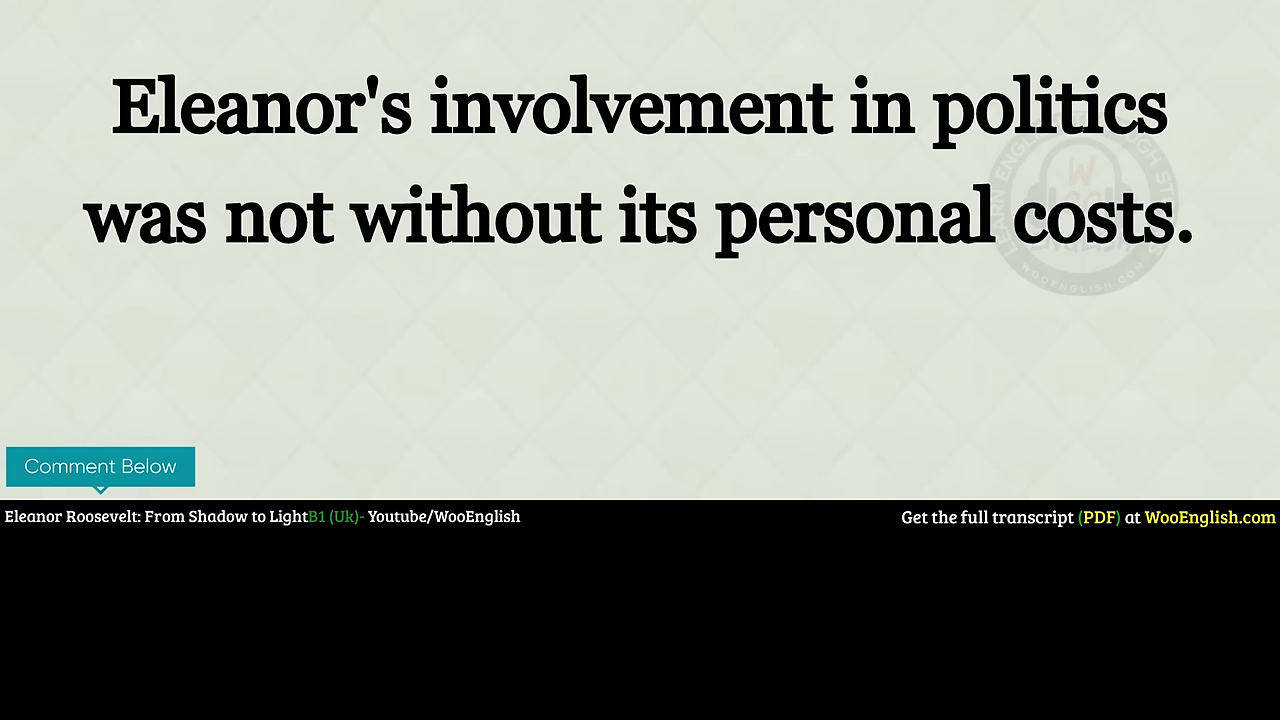 Eleanor's involvement in politics
was not without its personal costs.
Comment Below
Eleanor Roosevelt: From Shadow to LightB1 (Uk)- Youtube/WooEnglish
Get the full transcript (PDF) at WooEnglish.com